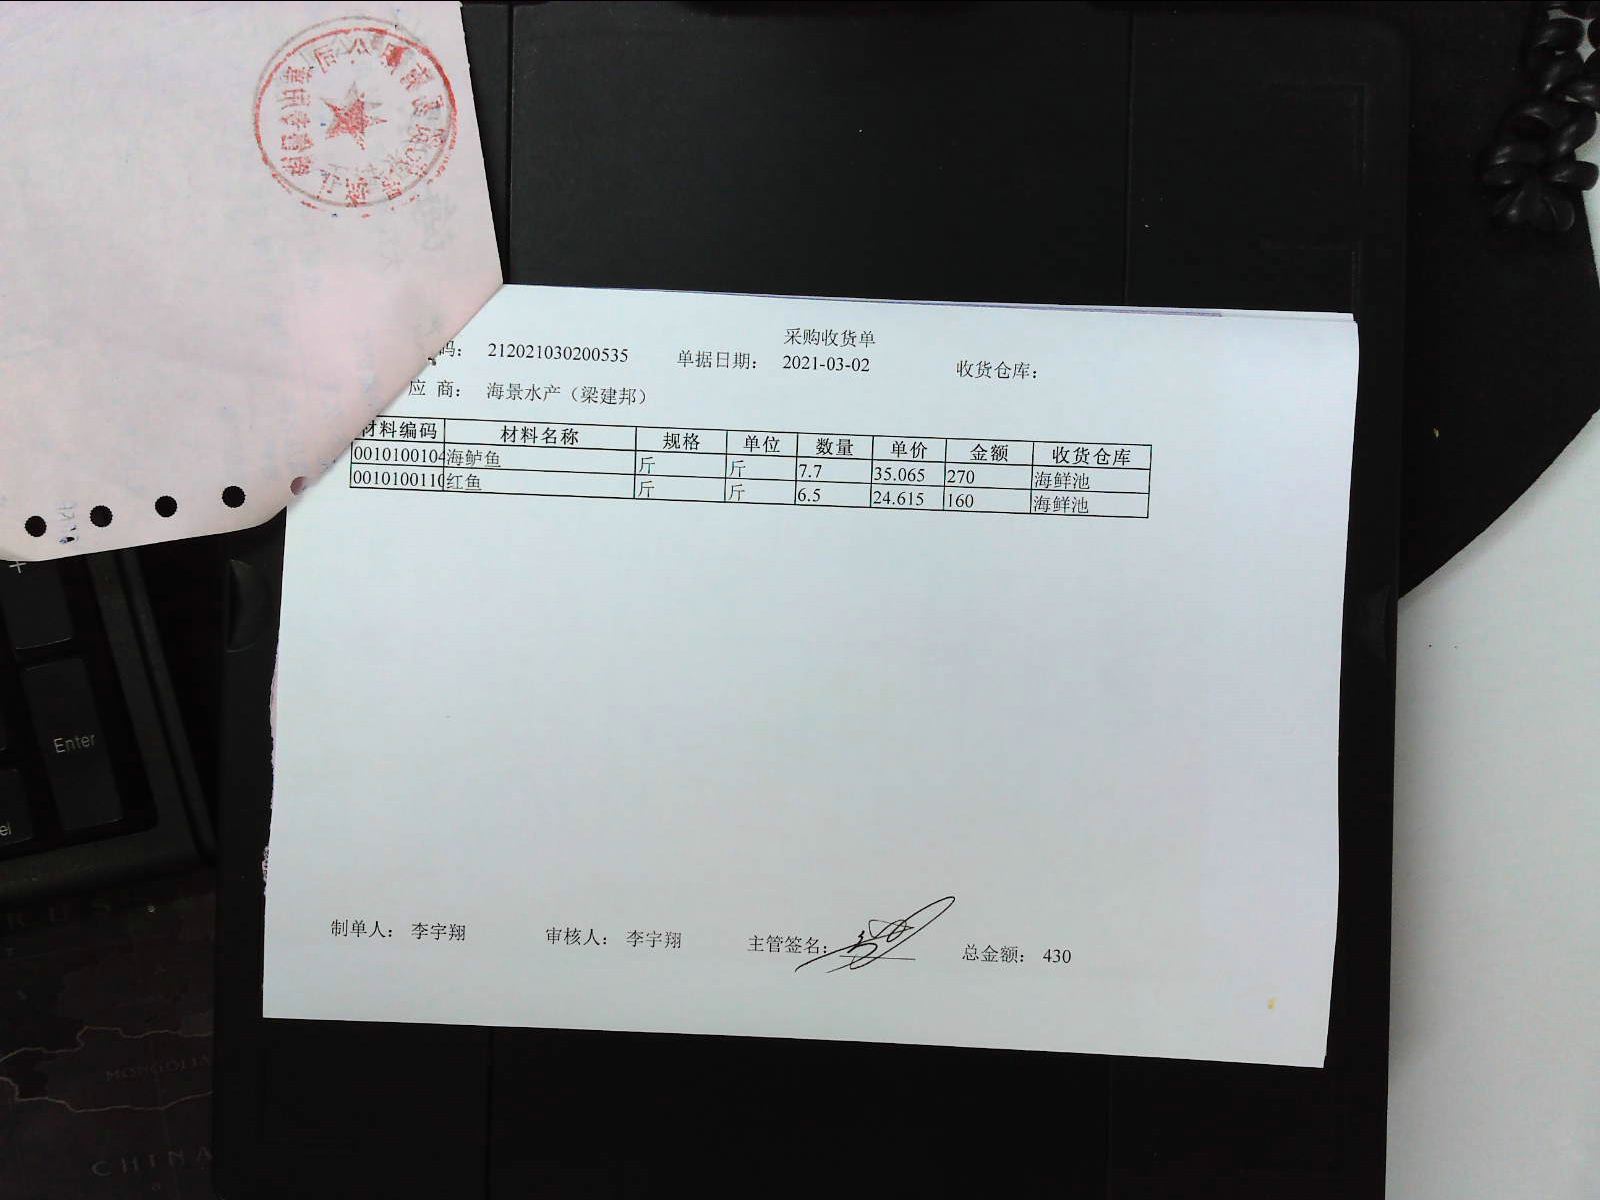 采购收货单
码: 212021030200535 单据日期: 2021-03-02 收货仓库:
应 商: 海景水产（梁建邦）
材料编码 材料名称 规格 单位 数量 单价 金额 收货仓库
0010100104 海鲈鱼 斤 斤 7.7 35.065 270 海鲜池
0010100110 红鱼 斤 斤 6.5 24.615 160 海鲜池
制单人: 李宇翔 审核人: 李宇翔 主管签名: 总金额: 430
Enter
MONGOLIA
CHINA